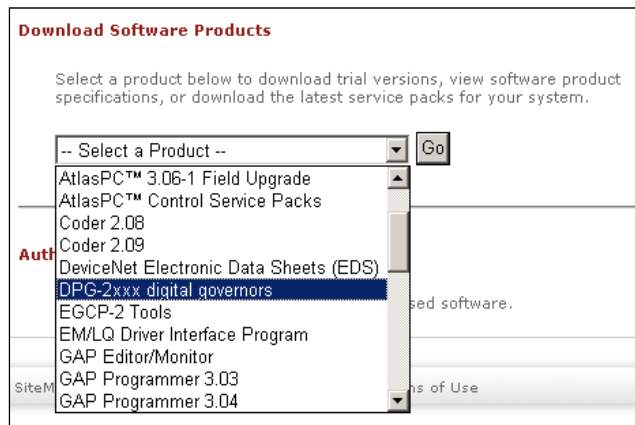 Download Software Products
Select a product below to download trial versions, view software product
specifications, or download the latest service packs for your system.
-- Select a Product --
Go
AtlasPC™ 3.06-1 Field Upgrade
AtlasPC™ Control Service Packs
Coder 2.08
Coder 2.09
Auth
DeviceNet Electronic Data Sheets (EDS)
DPG-2xxx digital governors
sed software.
EGCP-2 Tools
EM/LQ Driver Interface Program
GAP Editor/Monitor
GAP Programmer 3.03
SiteM
ns of Use
GAP Programmer 3.04